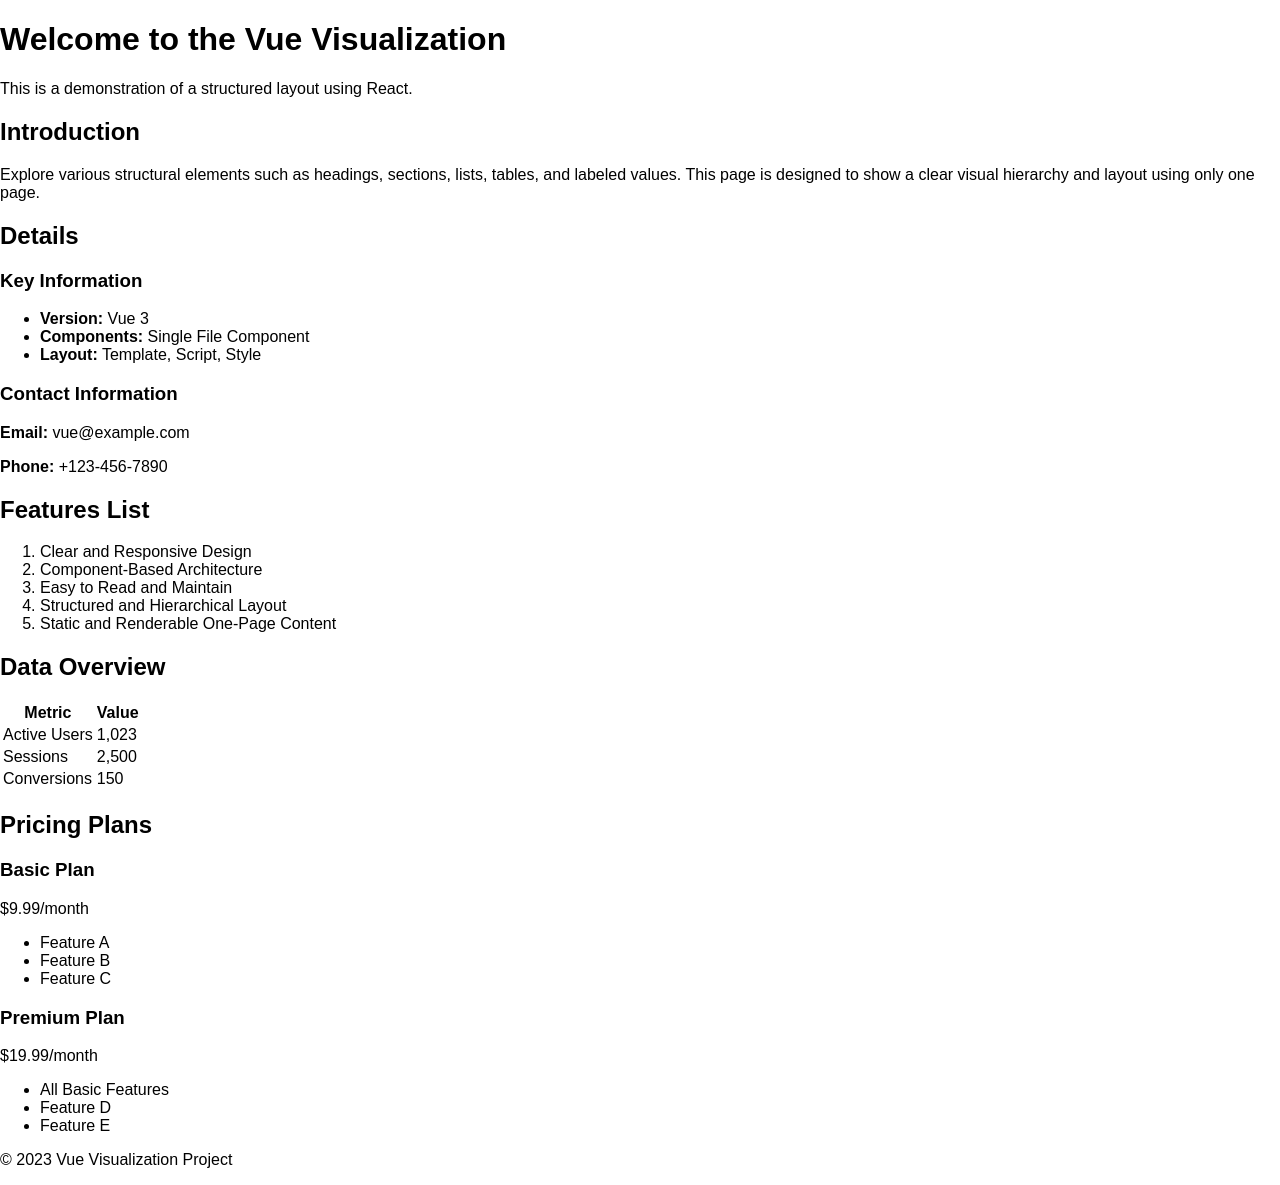 Welcome to the Vue Visualization
This is a demonstration of a structured layout using React.
Introduction
Explore various structural elements such as headings, sections, lists, tables, and labeled values. This page is designed to show a clear visual hierarchy and layout using only one
page.
Details
Key Information
• Version: Vue 3
• Components: Single File Component
• Layout: Template, Script, Style
Contact Information
Email: vue@example.com
Phone: +123-456-7890
Features List
1. Clear and Responsive Design
2. Component-Based Architecture
3. Easy to Read and Maintain
4. Structured and Hierarchical Layout
5. Static and Renderable One-Page Content
Data Overview
Metric Value
Active Users 1,023
Sessions 2,500
Conversions 150
Pricing Plans
Basic Plan
$9.99/month
• Feature A
• Feature B
• Feature C
Premium Plan
$19.99/month
• All Basic Features
• Feature D
• Feature E
© 2023 Vue Visualization Project